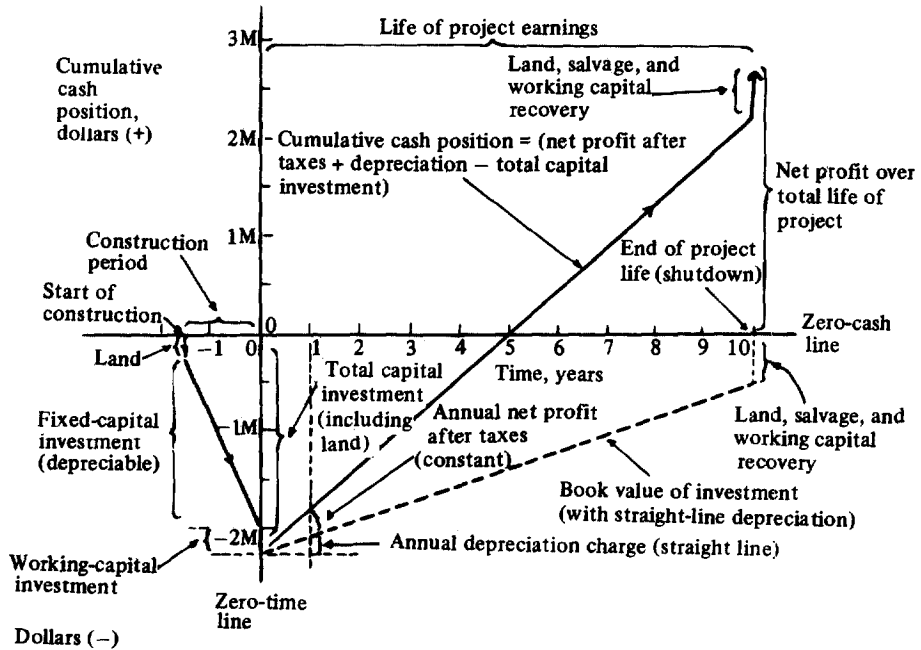 Life of project earnings
3M
Cumulative
cash
position,
dollars (+)
Land, salvage, and
working capital
recovery
2M
Cumulative cash position = (net profit after
taxes + depreciation − total capital
investment)
Net profit over
total life of
project
Construction
period
1M
End of project
life (shutdown)
Start of
construction
0
Zero-cash
line
Land
−1 0 1 2 3 4 5 6 7 8 9 10
Time, years
Total capital
investment
(including
land)
Fixed-capital
investment
(depreciable)
−1M
Annual net profit
after taxes
(constant)
Land, salvage, and
working capital
recovery
Book value of investment
(with straight-line depreciation)
−2M
Annual depreciation charge (straight line)
Working-capital
investment
Zero-time
line
Dollars (−)